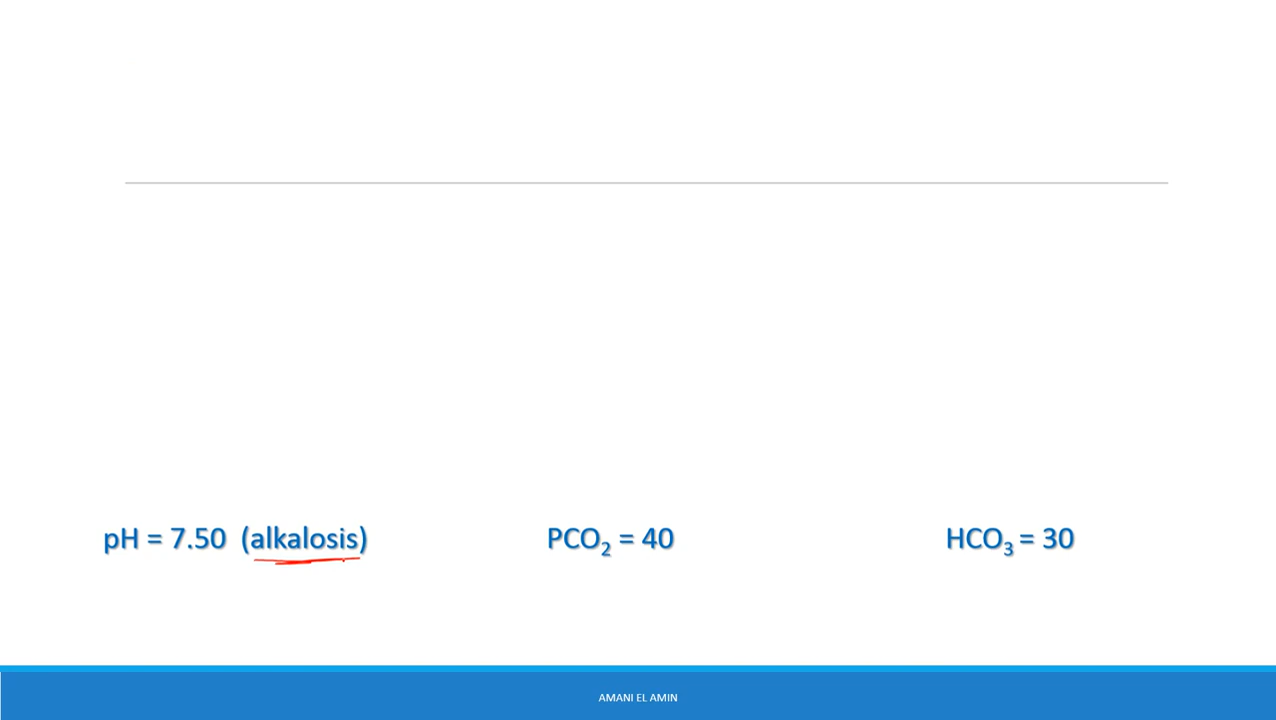 pH = 7.50 (alkalosis) PCO₂ = 40 HCO₃ = 30
AMANI EL AMIN